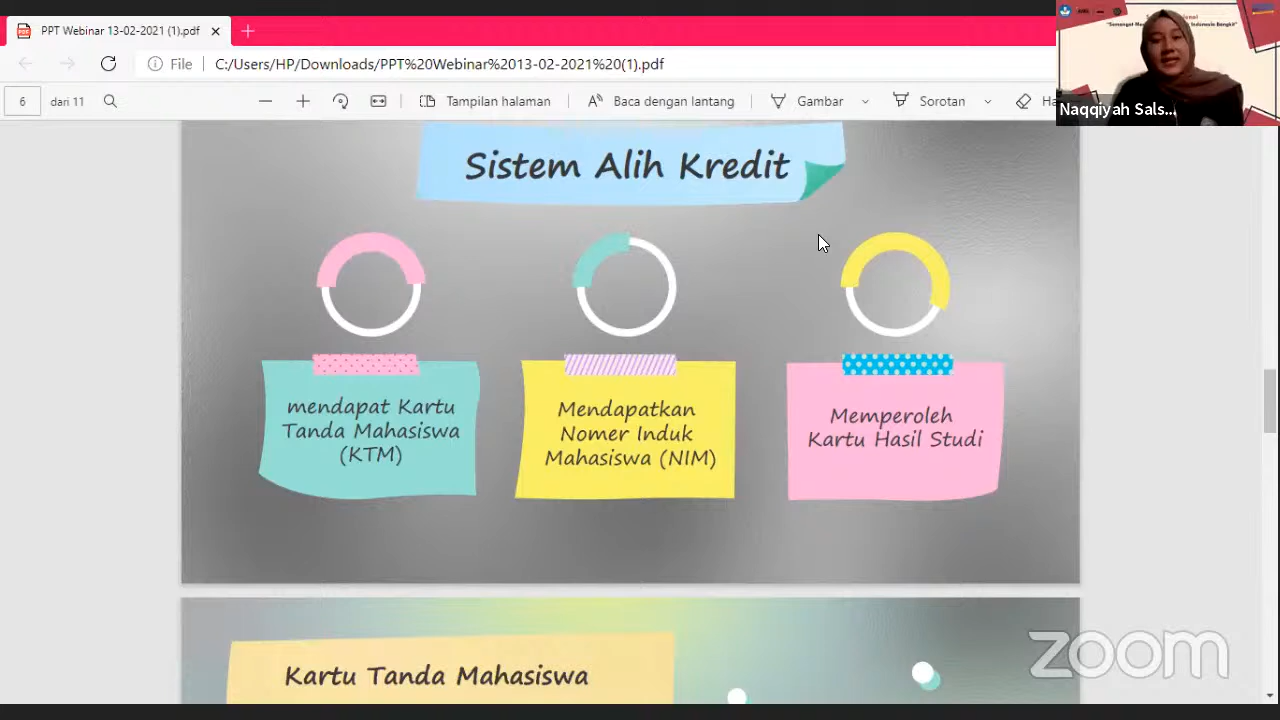 PPT Webinar 13-02-2021 (1).pdf
File
C:/Users/HP/Downloads/PPT%20Webinar%2013-02-2021%20(1).pdf
6 dari 11
Tampilan halaman
Baca dengan lantang
Gambar
Sorotan
Naqqiyah Sals...
Sistem Alih Kredit
mendapat Kartu
Tanda Mahasiswa
(KTM)
Mendapatkan
Nomer Induk
Mahasiswa (NIM)
Memperoleh
Kartu Hasil Studi
Kartu Tanda Mahasiswa
zoom